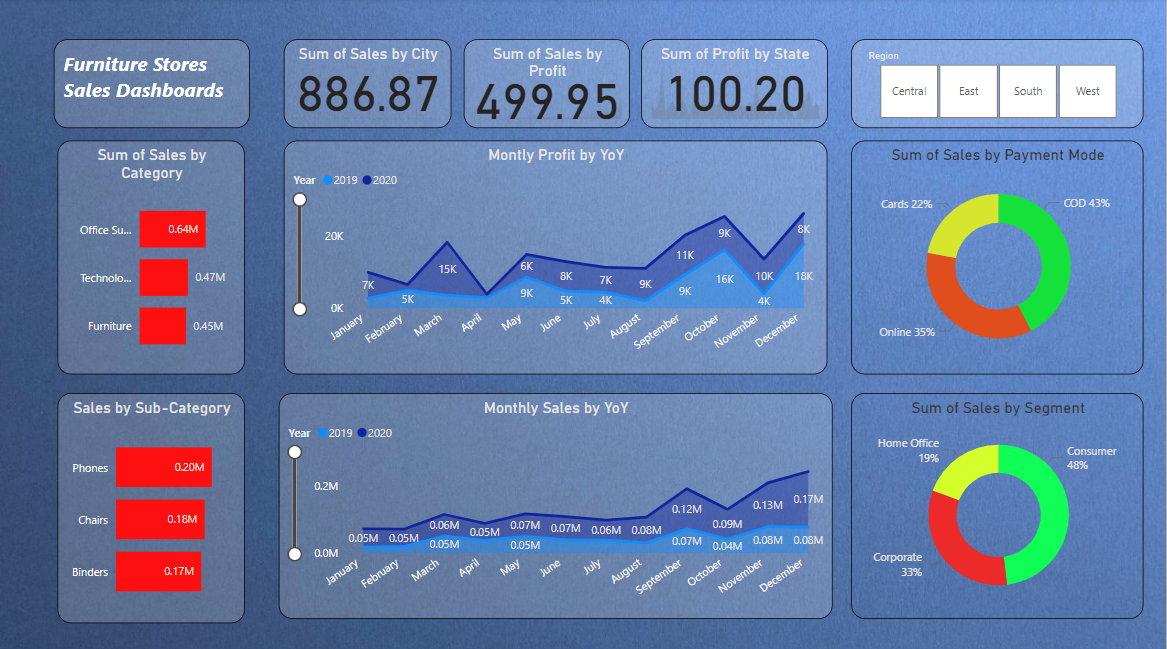 Furniture Stores
Sales Dashboards
Sum of Sales by City
886.87
Sum of Sales by
Profit
499.95
Sum of Profit by State
100.20
Region
Central
East
South
West
Sum of Sales by
Category
Office Su...
0.64M
Technolo...
0.47M
Furniture
0.45M
Montly Profit by YoY
Year 2019 2020
20K
0K
7K
5K
15K
6K
9K
8K
5K
7K
4K
9K
11K
9K
9K
16K
10K
4K
8K
18K
January
February
March
April
May
June
July
August
September
October
November
December
Sum of Sales by Payment Mode
Cards 22%
COD 43%
Online 35%
Sales by Sub-Category
Phones
0.20M
Chairs
0.18M
Binders
0.17M
Monthly Sales by YoY
Year 2019 2020
0.2M
0.0M
0.05M
0.05M
0.06M
0.05M
0.05M
0.07M
0.05M
0.07M
0.06M
0.08M
0.12M
0.07M
0.09M
0.04M
0.13M
0.08M
0.17M
0.08M
January
February
March
April
May
June
July
August
September
October
November
December
Sum of Sales by Segment
Home Office
19%
Consumer
48%
Corporate
33%